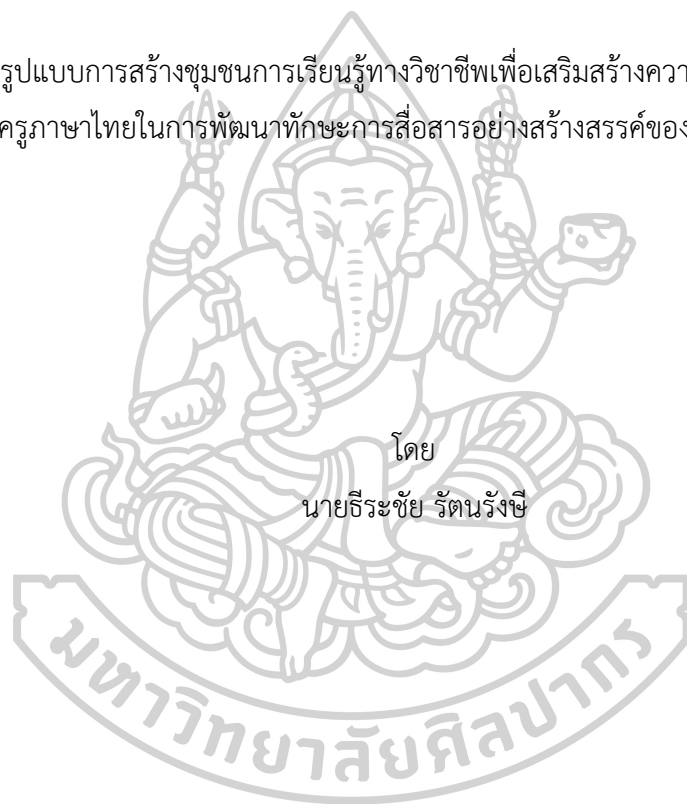 รูปแบบการสร้างชุมชนการเรียนรู้ทางวิชาชีพเพื่อเสริมสร้างควา
ครูภาษาไทยในการพัฒนาทักษะการสื่อสารอย่างสร้างสรรค์ของ
โดย
นายธีระชัย รัตนรังษี
มหาวิทยาลัยศิลปากร